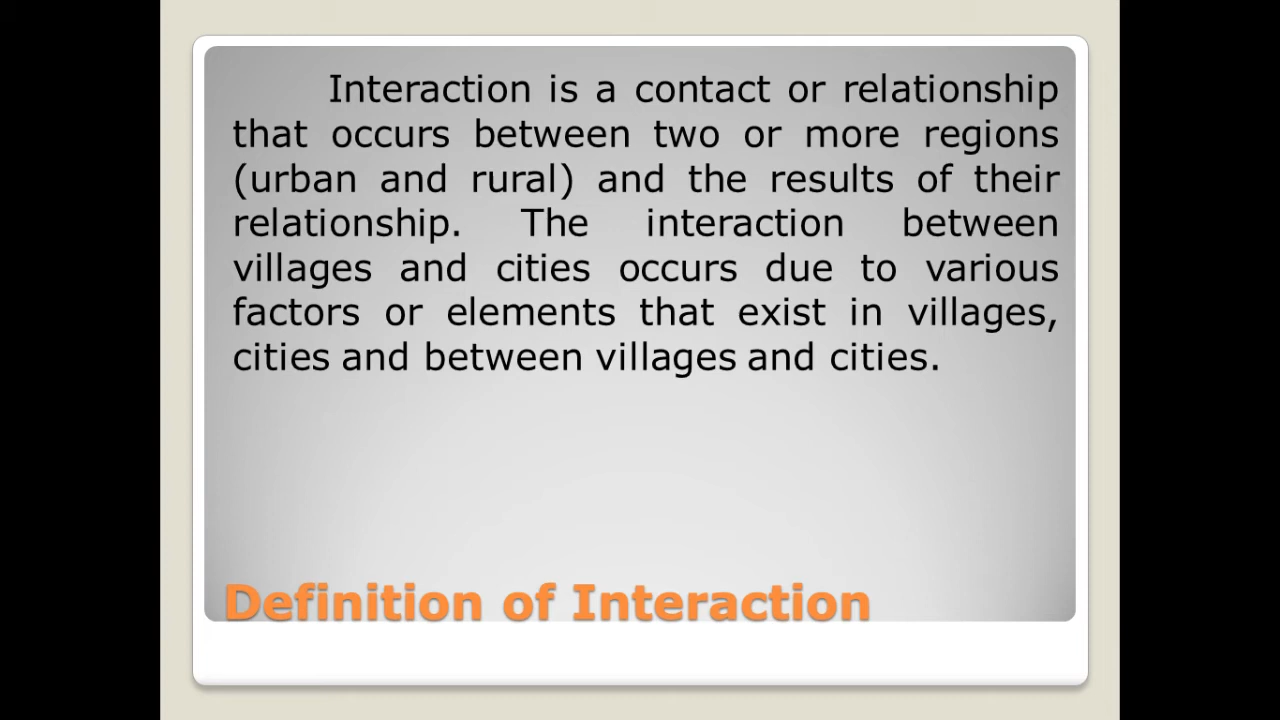 Interaction is a contact or relationship
that occurs between two or more regions
(urban and rural) and the results of their
relationship. The interaction between
villages and cities occurs due to various
factors or elements that exist in villages,
cities and between villages and cities.
Definition of Interaction